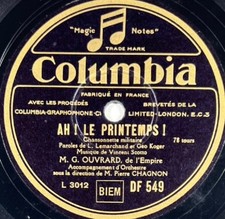 "Magic Notes"
TRADE MARK
Columbia
FABRIQUÉ EN FRANCE
AVEC LES PROCÉDÉS BREVETÉS DE LA
COLUMBIA-GRAPHOPHONE-C? LIMITED-LONDON. E.C.3
AH! LE PRINTEMPS!
Chansonnette militaire 78 tours
Paroles de L. Lemarchand et Géo Koger
Musique de Vincent Scotto
M. G. OUVRARD, de l'Empire
Accompagnement d'Orchestre
sous la direction de M. Pierre CHAGNON
L 3012 BIEM DF 549